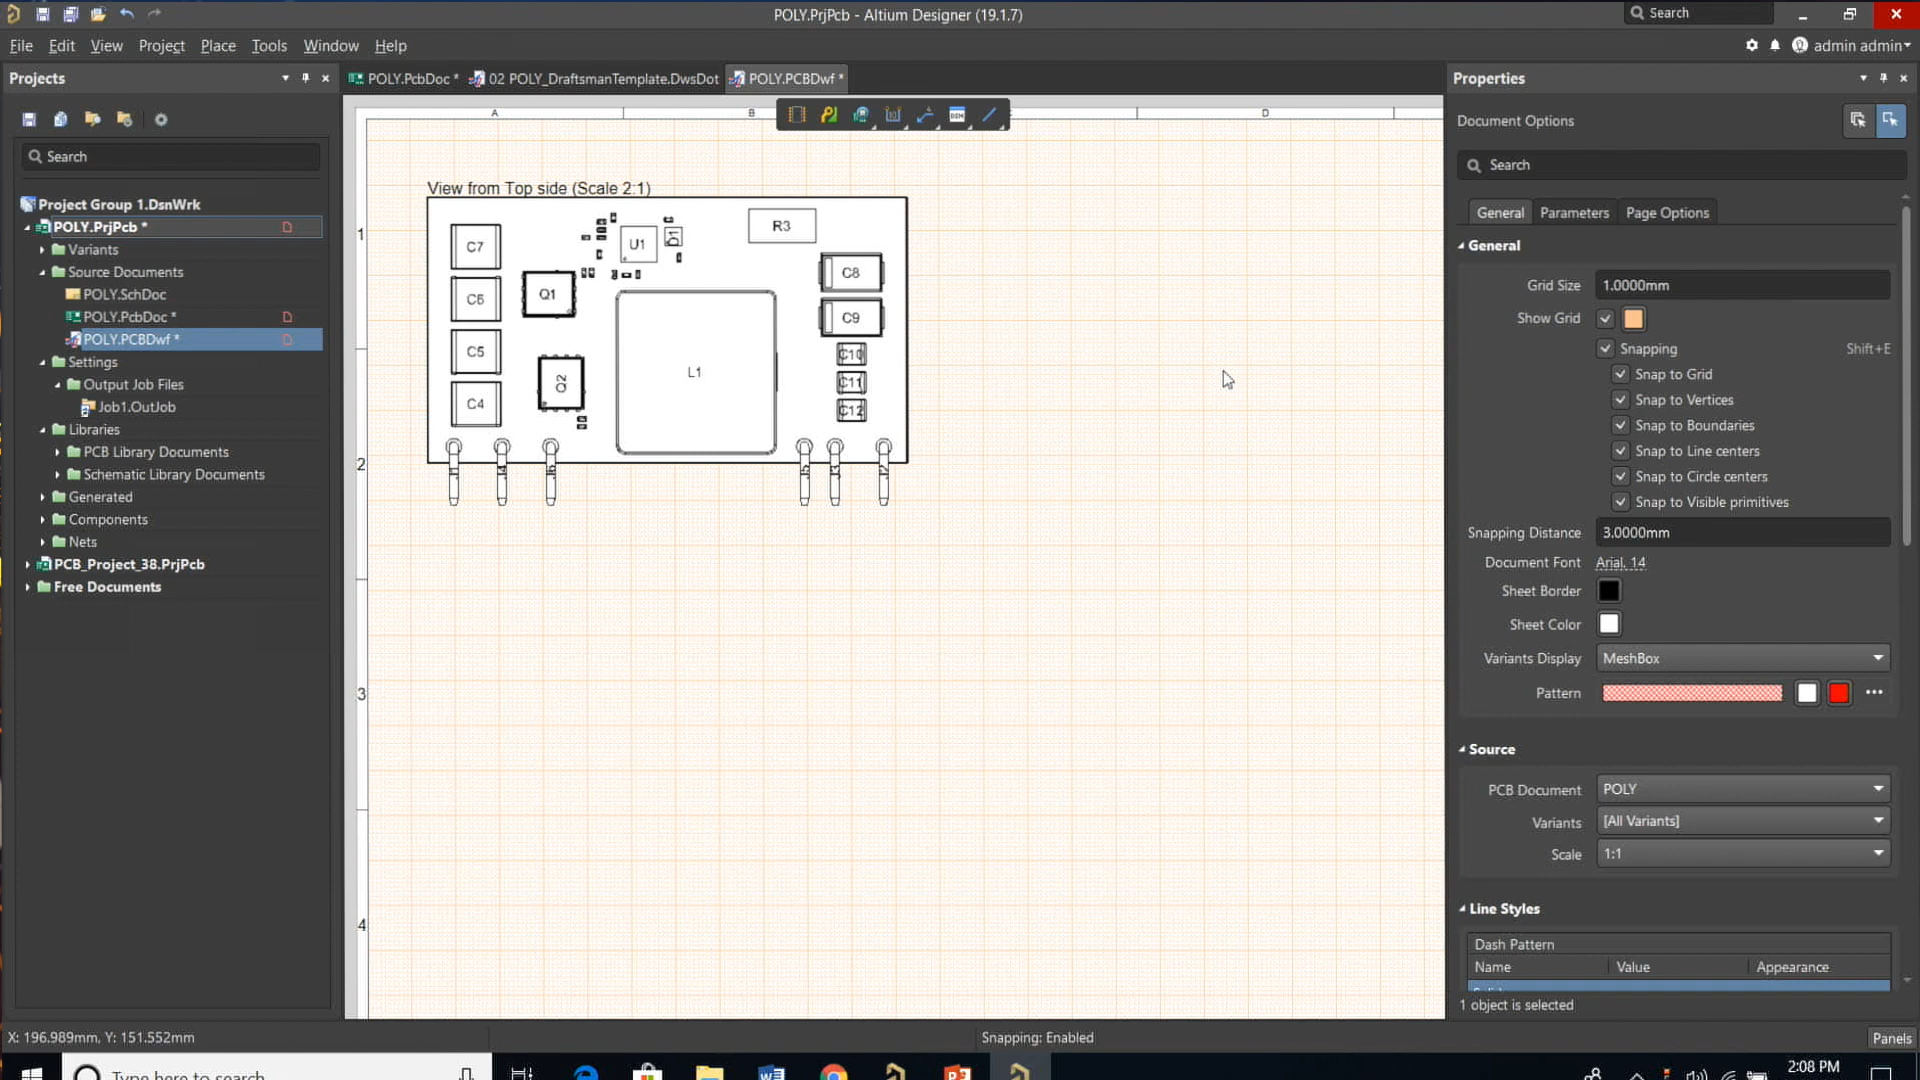 POLY.PrjPcb - Altium Designer (19.1.7)
Search
File Edit View Project Place Tools Window Help
admin admin
Projects
POLY.PcbDoc * 02 POLY_DraftsmanTemplate.DwsDot POLY.PCBDwf *
Properties
Search
Project Group 1.DsnWrk
POLY.PrjPcb *
Variants
Source Documents
POLY.SchDoc
POLY.PcbDoc *
POLY.PCBDwf *
Settings
Output Job Files
Job1.OutJob
Libraries
PCB Library Documents
Schematic Library Documents
Generated
Components
Nets
PCB_Project_38.PrjPcb
Free Documents
A B D
1
2
3
4
View from Top side (Scale 2:1)
C7
C6
C5
C4
Q1
Q2
U1
D1
R3
L1
C8
C9
C10
C11
C12
Document Options
Search
General Parameters Page Options
General
Grid Size 1.0000mm
Show Grid
Snapping Shift+E
Snap to Grid
Snap to Vertices
Snap to Boundaries
Snap to Line centers
Snap to Circle centers
Snap to Visible primitives
Snapping Distance 3.0000mm
Document Font Arial, 14
Sheet Border
Sheet Color
Variants Display MeshBox
Pattern
Source
PCB Document POLY
Variants [All Variants]
Scale 1:1
Line Styles
Dash Pattern
Name Value Appearance
1 object is selected
X: 196.989mm, Y: 151.552mm
Snapping: Enabled
Panels
Type here to search
2:08 PM